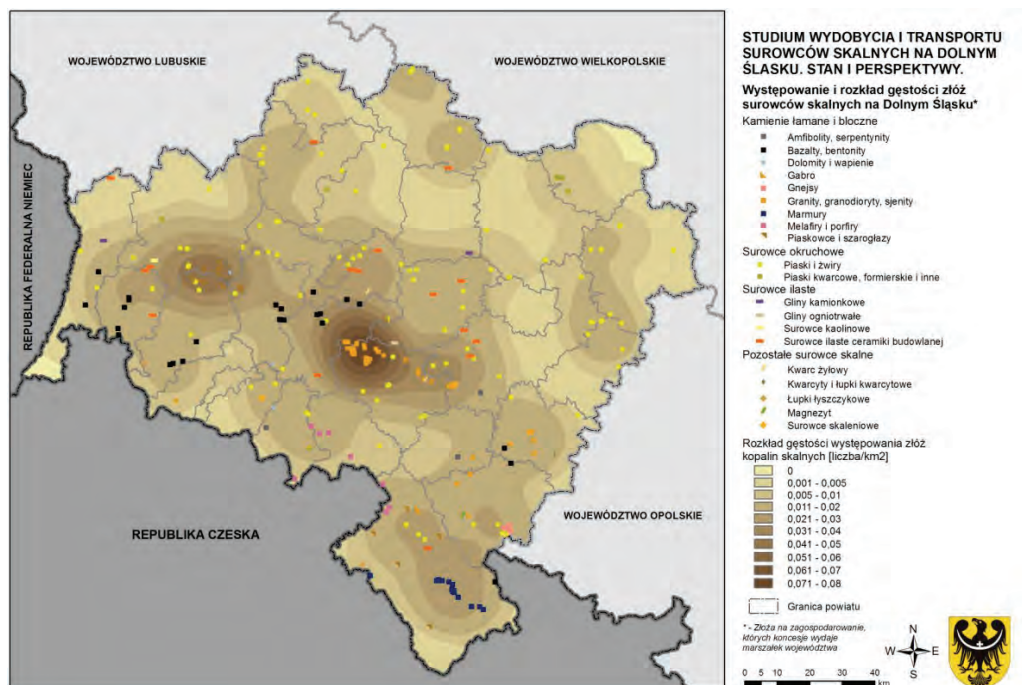 WOJEWÓDZTWO LUBUSKIE
WOJEWÓDZTWO WIELKOPOLSKIE
REPUBLIKA FEDERALNA NIEMIEC
REPUBLIKA CZESKA
WOJEWÓDZTWO OPOLSKIE
STUDIUM WYDOBYCIA I TRANSPORTU
SUROWCÓW SKALNYCH NA DOLNYM
ŚLASKU. STAN I PERSPEKTYWY.
Występowanie i rozkład gęstości złóż
surowców skalnych na Dolnym Śląsku*
Kamienie łamane i bloczne
Amfibolity, serpentynity
Bazalty, bentonity
Dolomity i wapienie
Gabro
Gnejsy
Granity, granodioryty, sjenity
Marmury
Melafiry i porfiry
Piaskowce i szarogłazy
Surowce okruchowe
Piaski i żwiry
Piaski kwarcowe, formierskie i inne
Surowce ilaste
Gliny kamionkowe
Gliny ogniotrwałe
Surowce kaolinowe
Surowce ilaste ceramiki budowlanej
Pozostałe surowce skalne
Kwarc żyłowy
Kwarcyty i łupki kwarcytowe
Łupki łyszczykowe
Magnezyt
Surowce skaleniowe
Rozkład gęstości występowania złóż
kopalin skalnych [liczba/km2]
0
0,001 - 0,005
0,005 - 0,01
0,011 - 0,02
0,021 - 0,03
0,031 - 0,04
0,041 - 0,05
0,051 - 0,06
0,061 - 0,07
0,071 - 0,08
Granica powiatu
* - Złoża na zagospodarowanie,
których koncesje wydaje
marszałek województwa
N
W E
S
0 5 10 20 30 40
km